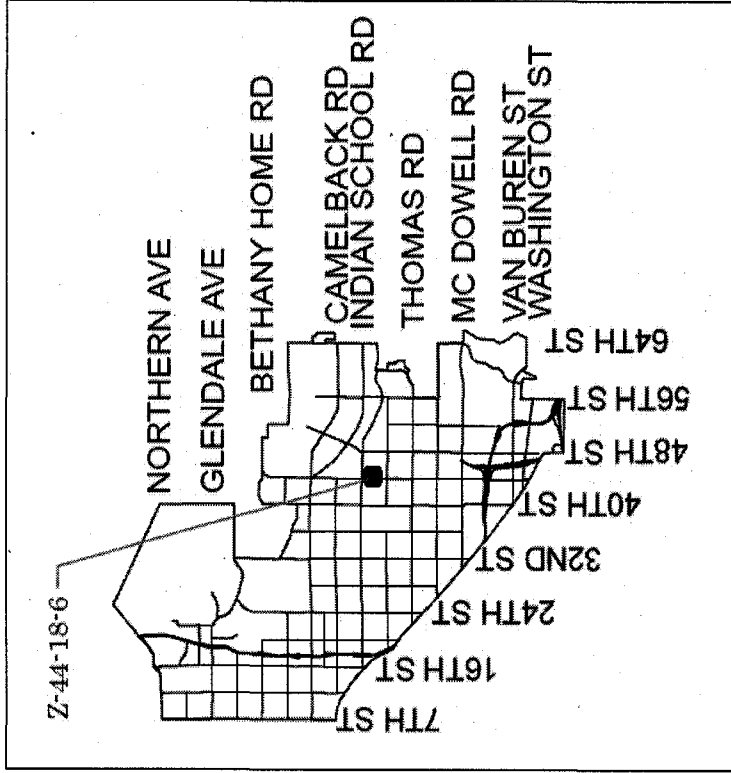 Z-44-18-6
NORTHERN AVE
GLENDALE AVE
BETHANY HOME RD
CAMELBACK RD
INDIAN SCHOOL RD
THOMAS RD
MC DOWELL RD
VAN BUREN ST
WASHINGTON ST
7TH ST
16TH ST
24TH ST
32ND ST
40TH ST
48TH ST
56TH ST
64TH ST